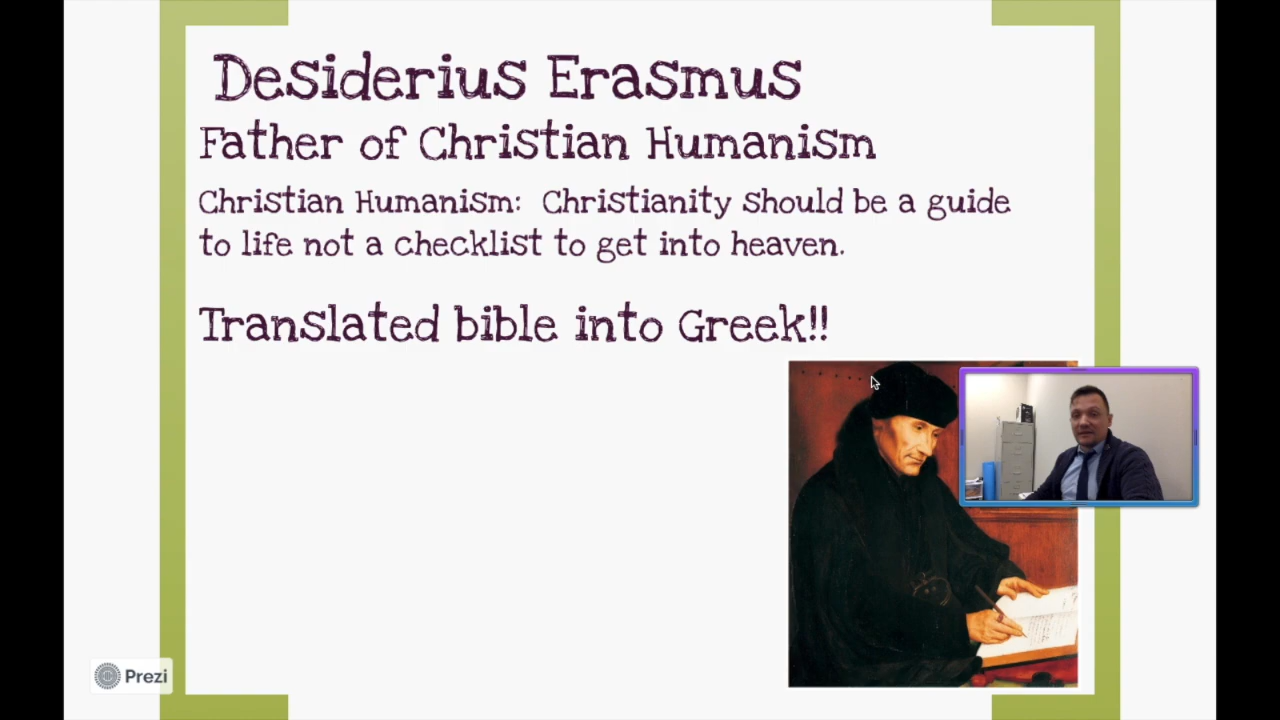 Desiderius Erasmus
Father of Christian Humanism
Christian Humanism: Christianity should be a guide
to life not a checklist to get into heaven.
Translated bible into Greek!!
Prezi